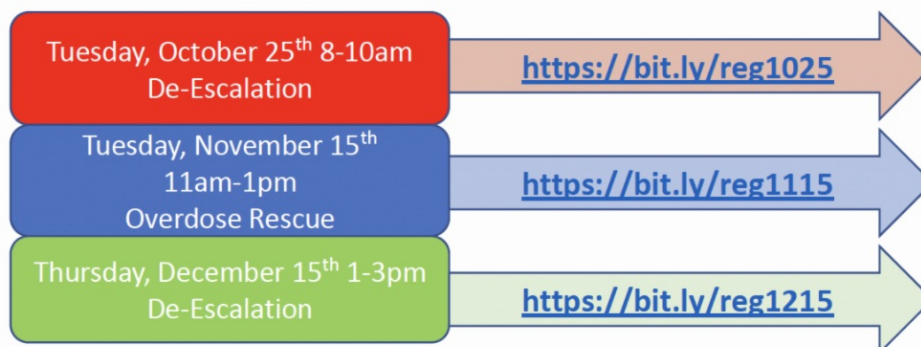 Tuesday, October 25th 8-10am
De-Escalation
https://bit.ly/reg1025
Tuesday, November 15th
11am-1pm
Overdose Rescue
https://bit.ly/reg1115
Thursday, December 15th 1-3pm
De-Escalation
https://bit.ly/reg1215